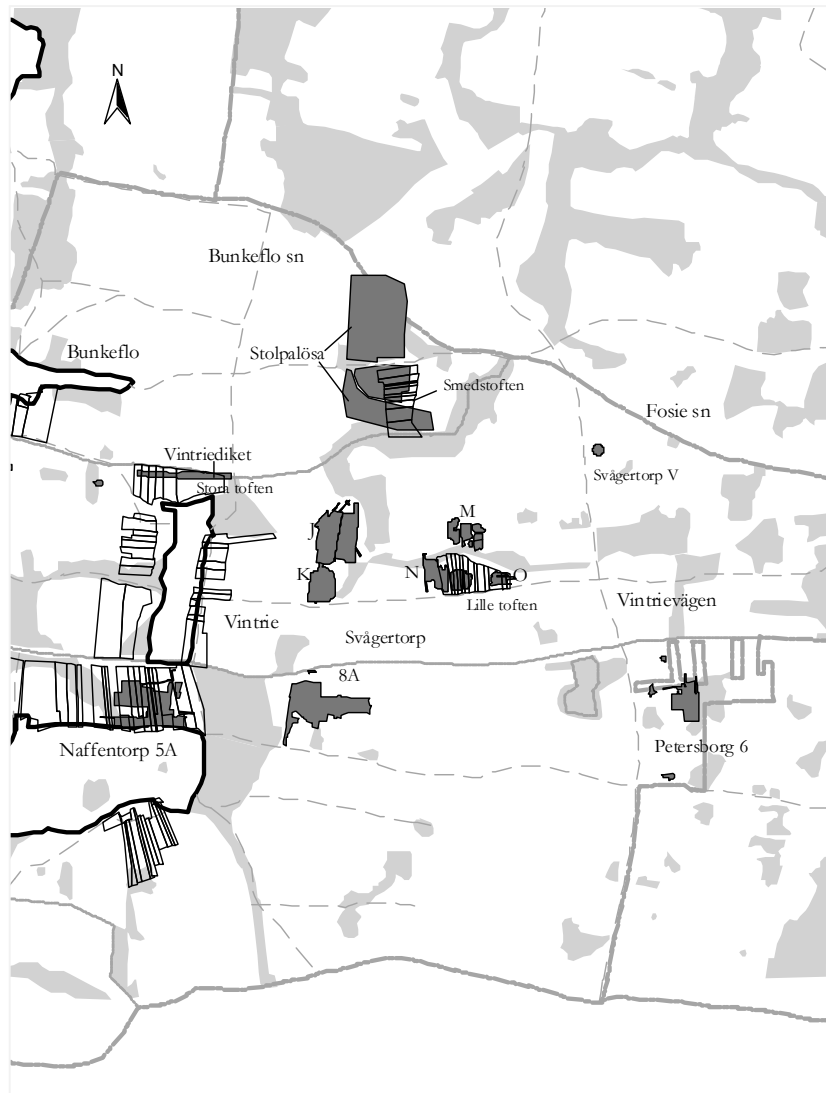 N
Bunkeflo sn
Bunkeflo
Stolpalösa
Smedstoften
Fosie sn
Vintriediket
Stora toften
Svågertorp V
M
J
K
N
O
Lille toften
Vintrie
Vintrievägen
Svågertorp
8A
Naffentorp 5A
Petersborg 6